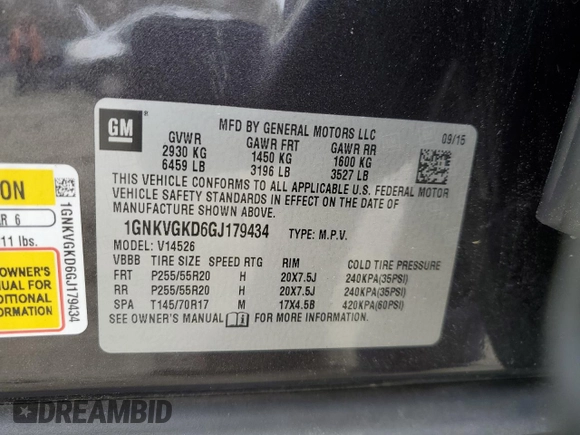 GM
®
MFD BY GENERAL MOTORS LLC
09/15
GVWR GAWR FRT GAWR RR
2930 KG 1450 KG 1600 KG
6459 LB 3196 LB 3527 LB
THIS VEHICLE CONFORMS TO ALL APPLICABLE U.S. FEDERAL MOTOR
VEHICLE SAFETY STANDARDS IN EFFECT ON THE DATE OF
MANUFACTURE SHOWN ABOVE.
1GNKVGKD6GJ179434 TYPE: M.P.V.
MODEL: V14526
VBBB TIRE SIZE SPEED RTG RIM COLD TIRE PRESSURE
FRT P255/55R20 H 20X7.5J 240KPA(35PSI)
RR P255/55R20 H 20X7.5J 240KPA(35PSI)
SPA T145/70R17 M 17X4.5B 420KPA(60PSI)
SEE OWNER'S MANUAL FOR MORE INFORMATION
ON
AR 6
11 lbs.
OWNER'S
MANUAL FOR
DDITIONAL
FORMATION
1GNKVGKD6GJ179434
DREAMBID